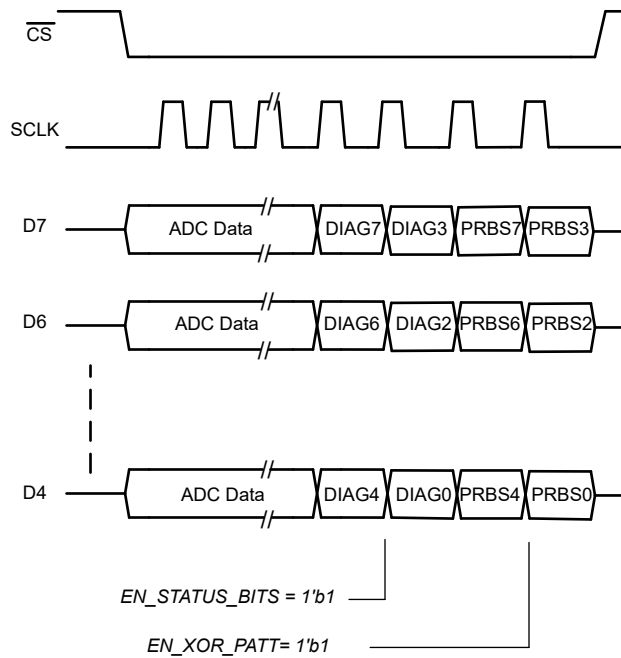 CS
SCLK
D7 ADC Data DIAG7 DIAG3 PRBS7 PRBS3
D6 ADC Data DIAG6 DIAG2 PRBS6 PRBS2
D4 ADC Data DIAG4 DIAG0 PRBS4 PRBS0
EN_STATUS_BITS = 1'b1
EN_XOR_PATT= 1'b1